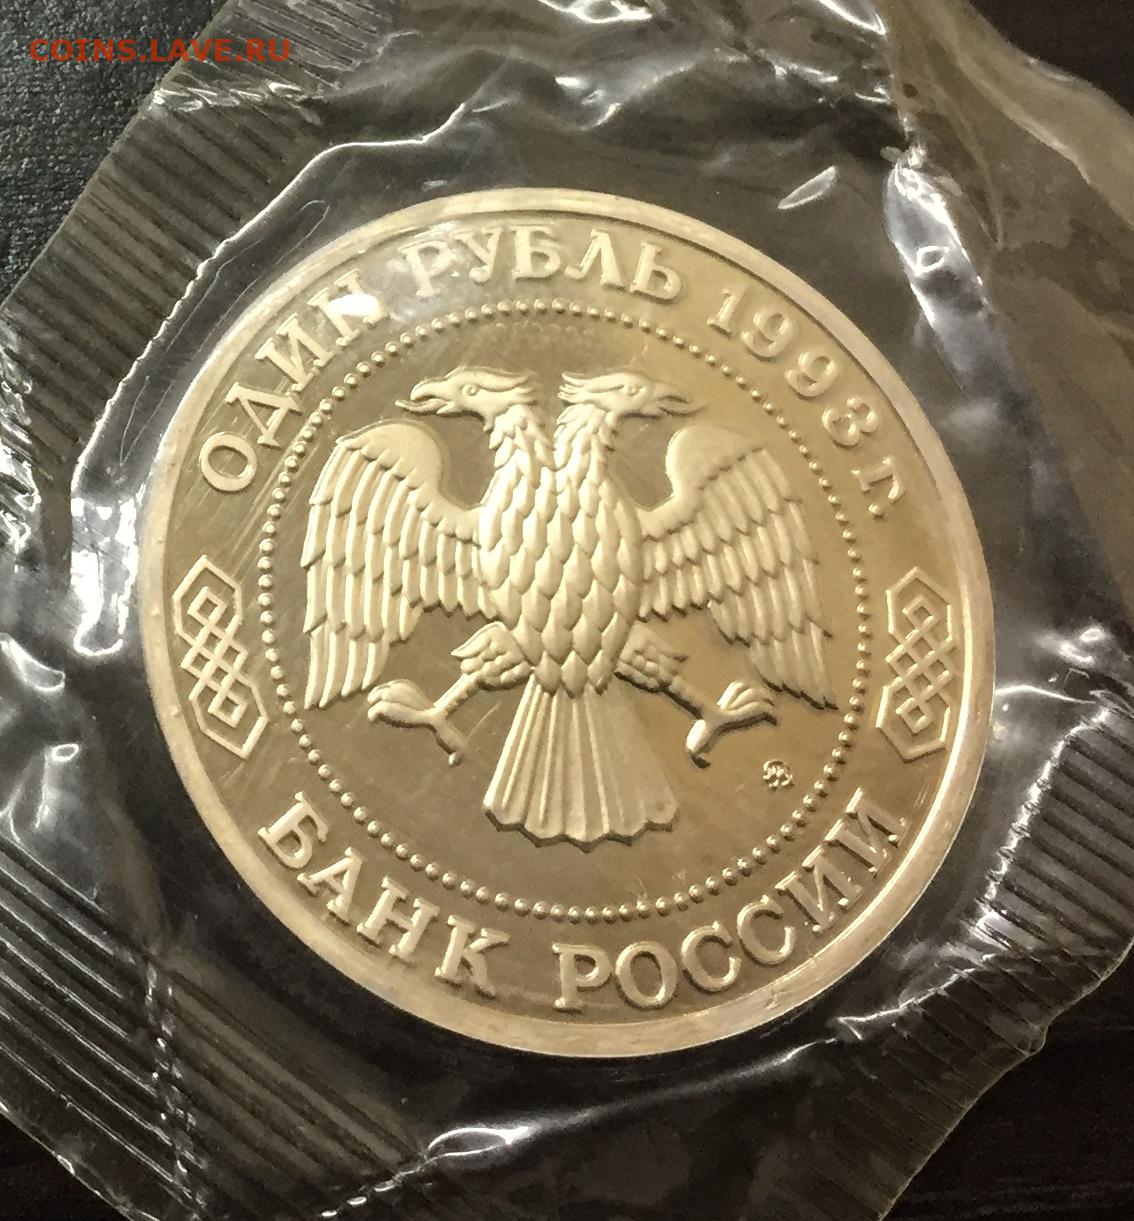 COINS.LAVE.RU
ОДИН РУБЛЬ 1993 г.
БАНК РОССИИ